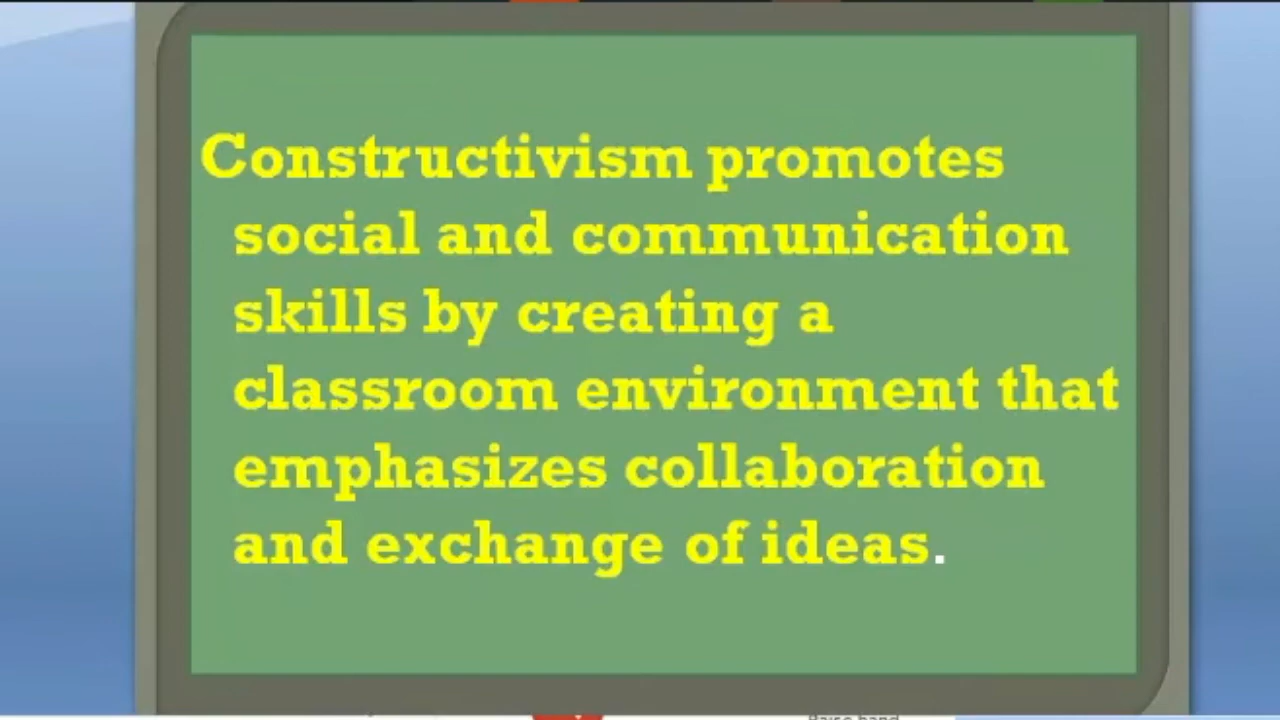 Constructivism promotes
social and communication
skills by creating a
classroom environment that
emphasizes collaboration
and exchange of ideas.